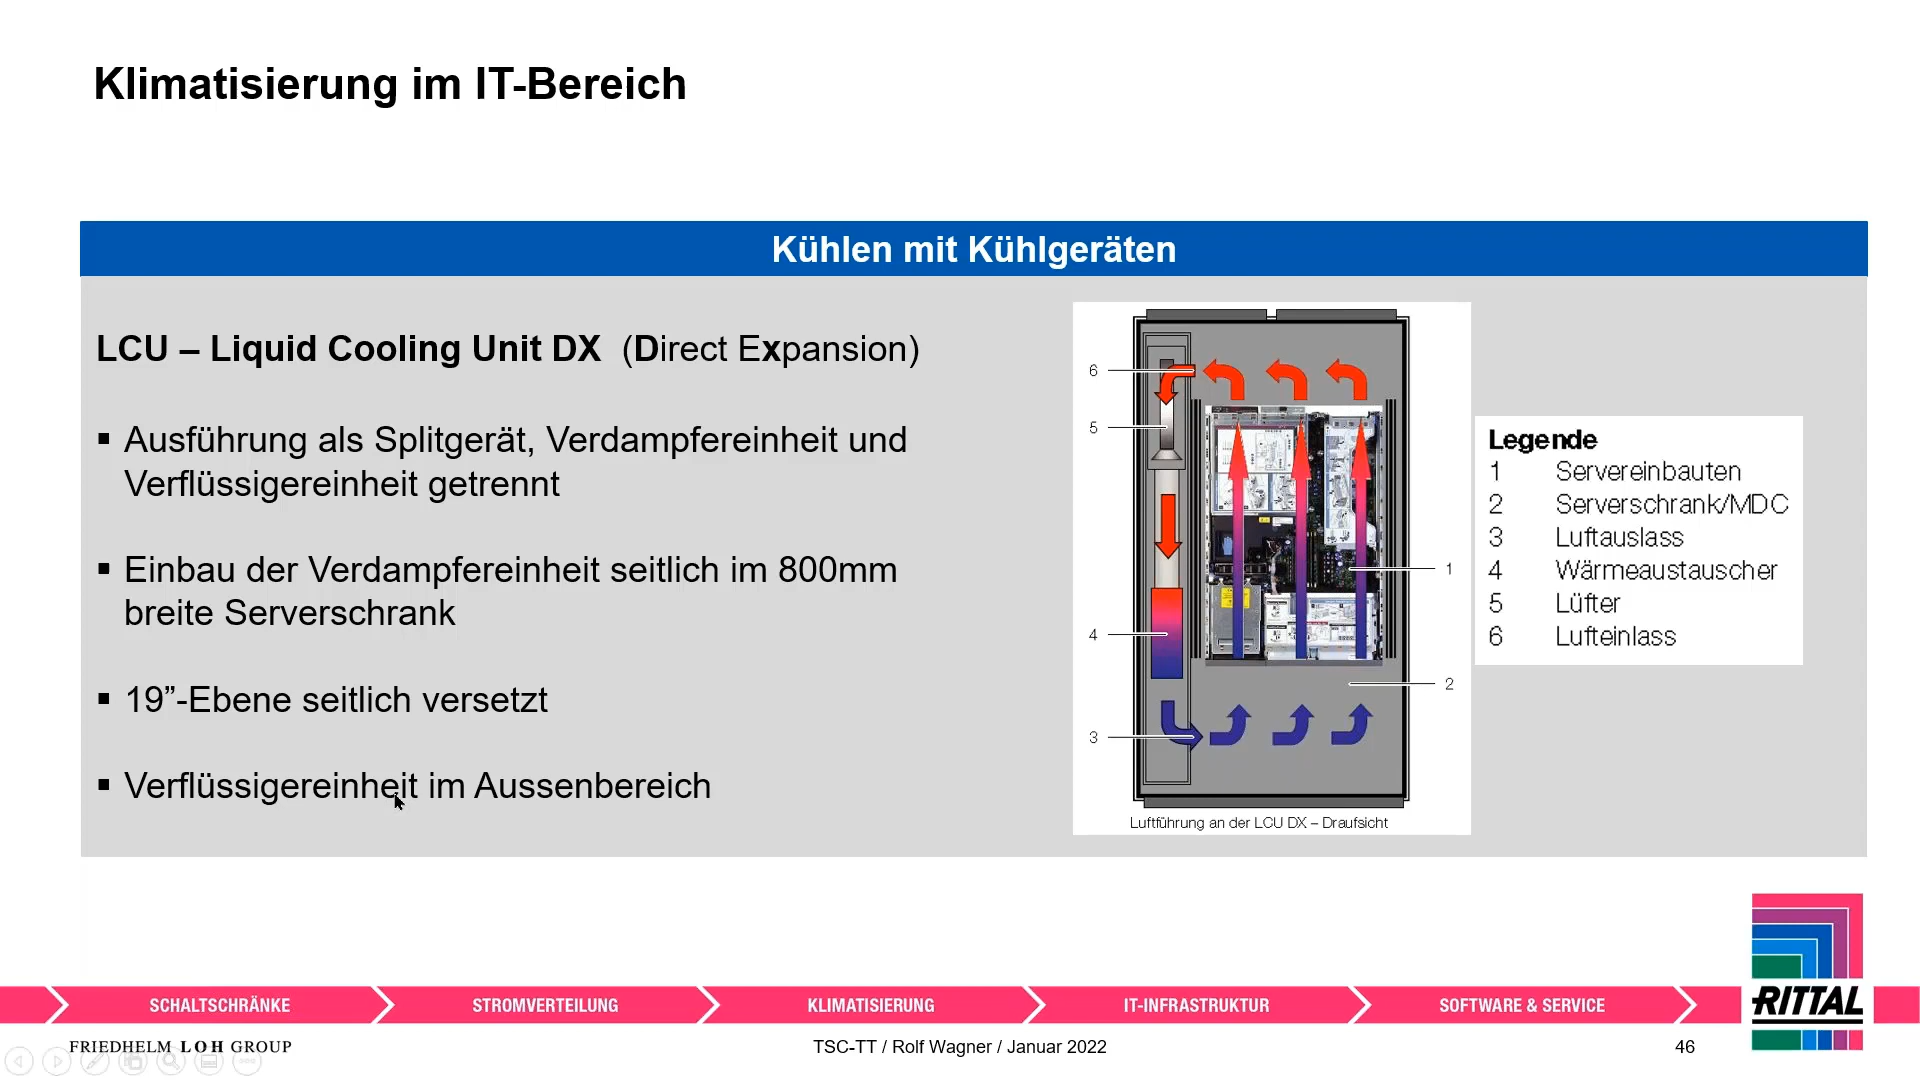 Klimatisierung im IT-Bereich
Kühlen mit Kühlgeräten
LCU – Liquid Cooling Unit DX (Direct Expansion)
▪ Ausführung als Splitgerät, Verdampfereinheit und
Verflüssigereinheit getrennt
▪ Einbau der Verdampfereinheit seitlich im 800mm
breite Serverschrank
▪ 19”-Ebene seitlich versetzt
▪ Verflüssigereinheit im Aussenbereich
6
5
1
4
2
3
Luftführung an der LCU DX – Draufsicht
Legende
1 Servereinbauten
2 Serverschrank/MDC
3 Luftauslass
4 Wärmeaustauscher
5 Lüfter
6 Lufteinlass
SCHALTSCHRÄNKE
STROMVERTEILUNG
KLIMATISIERUNG
IT-INFRASTRUKTUR
SOFTWARE & SERVICE
RITTAL
FRIEDHELM LOH GROUP
TSC-TT / Rolf Wagner / Januar 2022
46